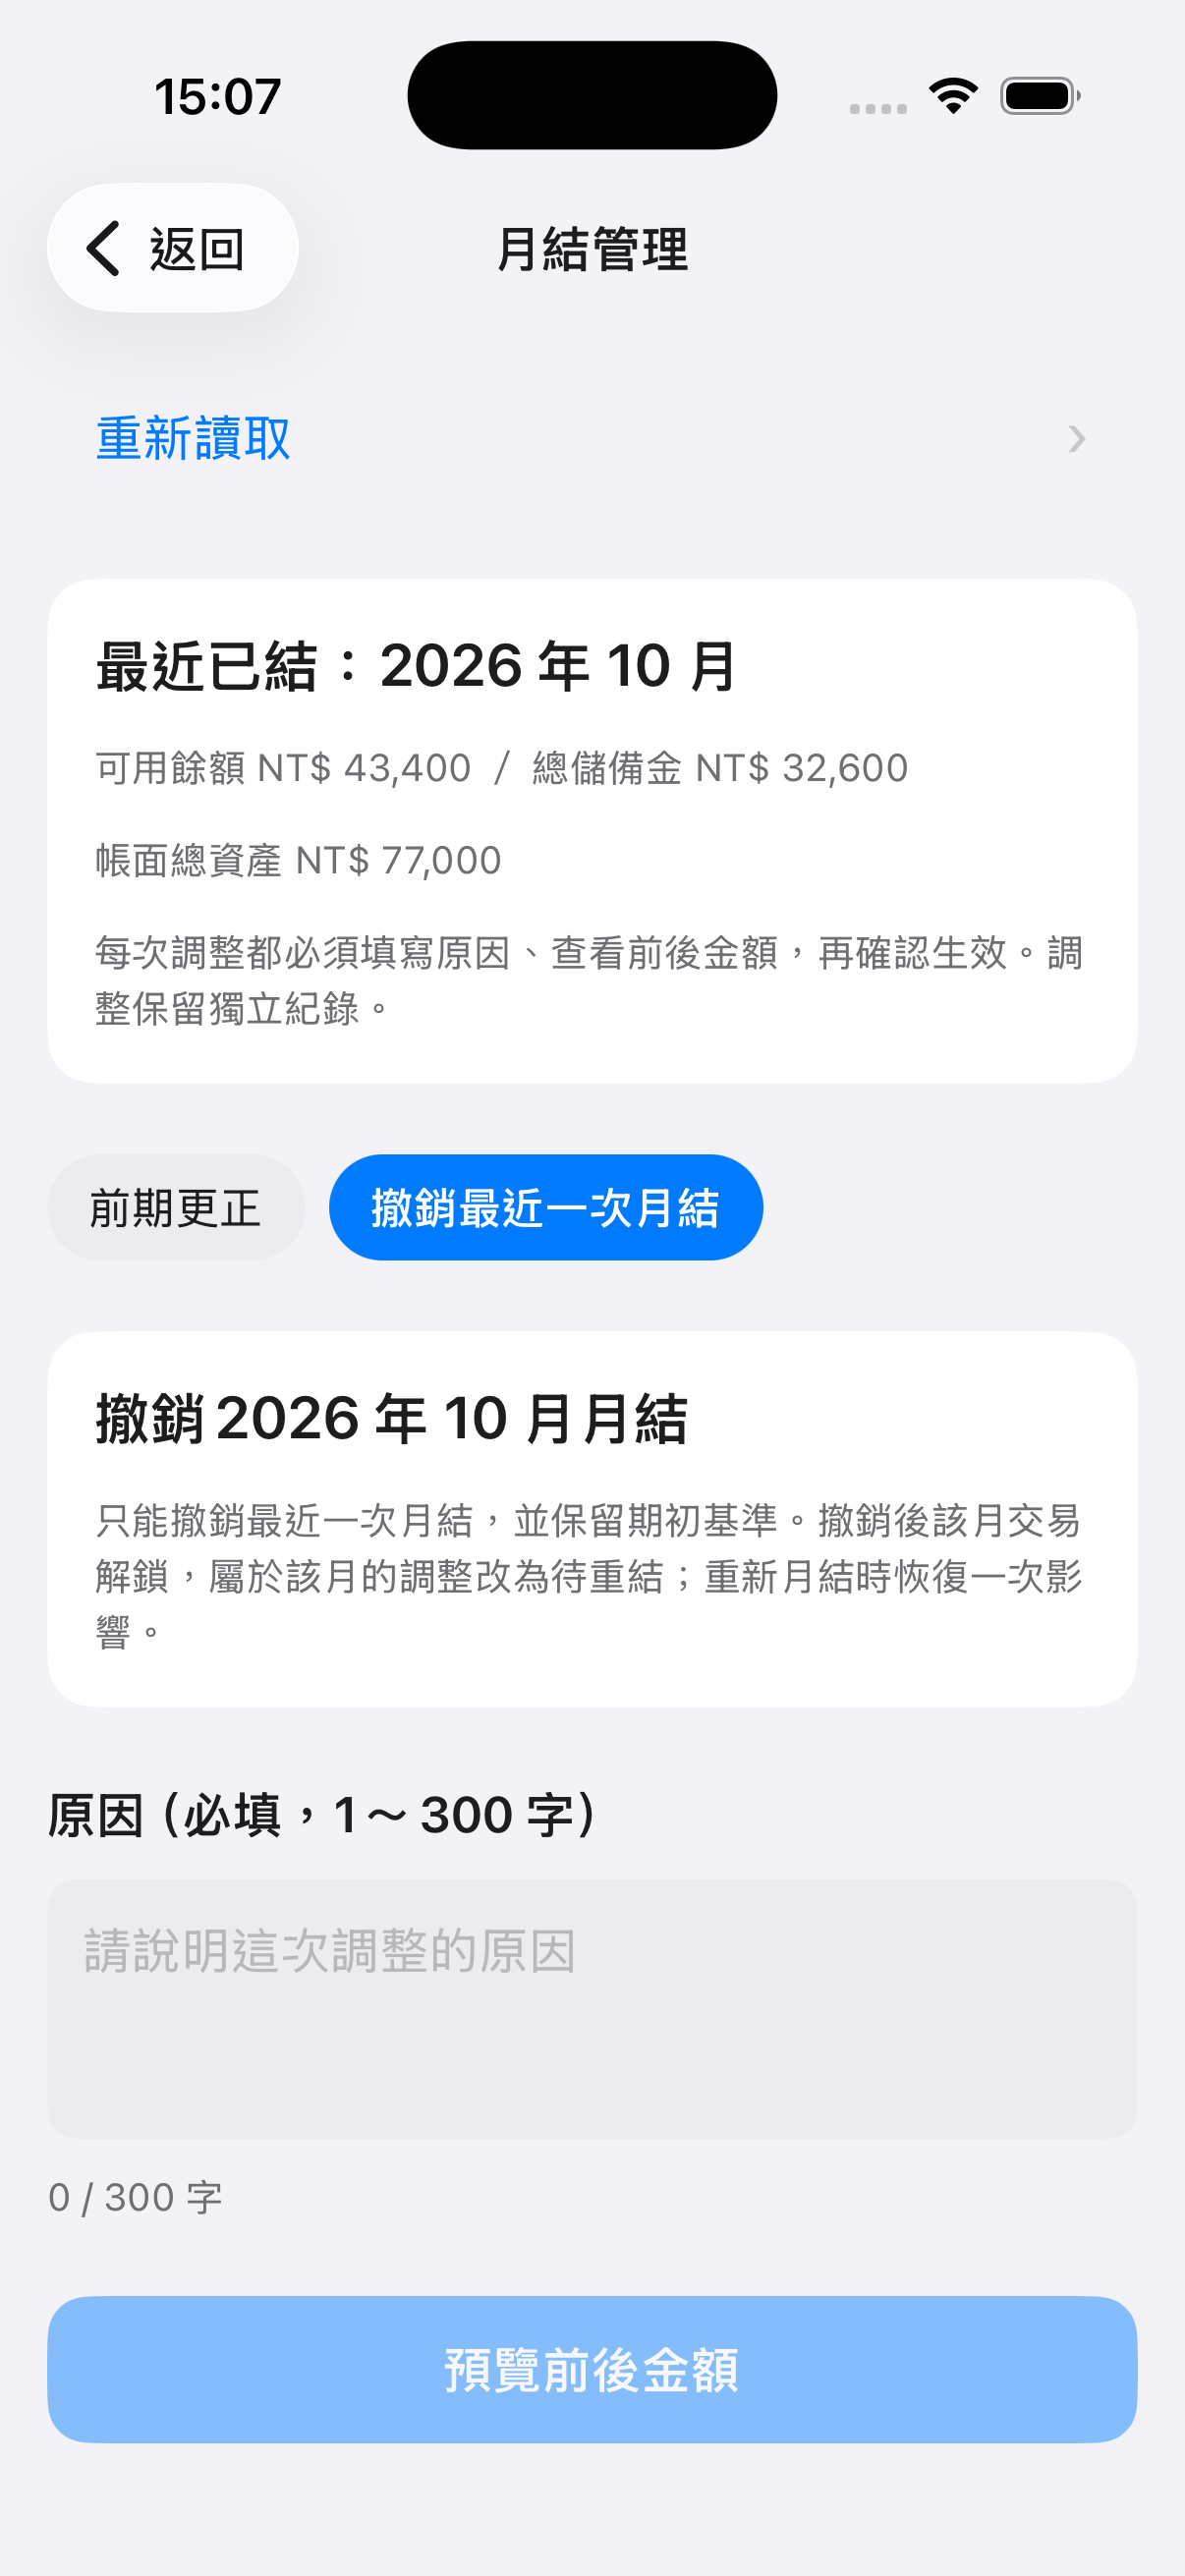 15:07
返回
月結管理
重新讀取
最近已結：2026 年 10 月
可用餘額 NT$ 43,400 ／ 總儲備金 NT$ 32,600
帳面總資產 NT$ 77,000
每次調整都必須填寫原因、查看前後金額，再確認生效。調
整保留獨立紀錄。
前期更正
撤銷最近一次月結
撤銷 2026 年 10 月月結
只能撤銷最近一次月結，並保留期初基準。撤銷後該月交易
解鎖，屬於該月的調整改為待重結；重新月結時恢復一次影
響。
原因（必填，1～300 字）
請說明這次調整的原因
0 / 300 字
預覽前後金額